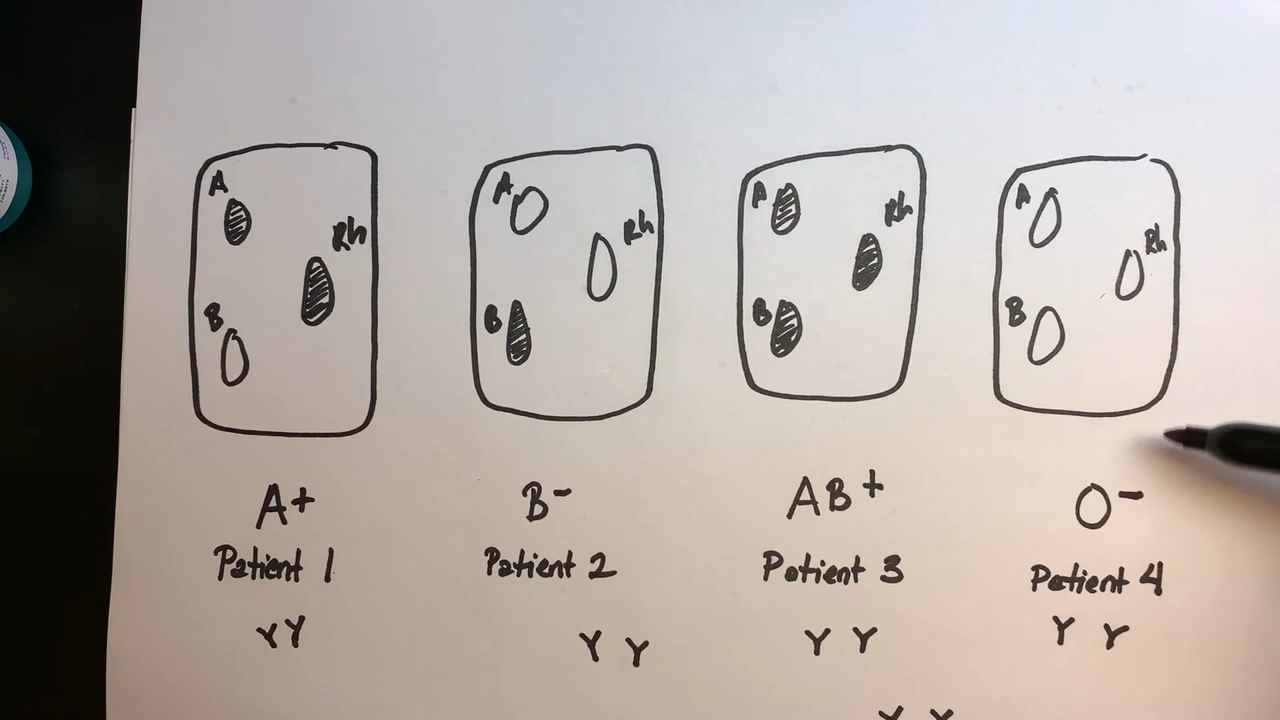 A
Rh
B
A
Rh
B
A
Rh
B
A
Rh
B
A+
B-
AB+
O-
Patient 1
Patient 2
Patient 3
Patient 4
Y Y
Y Y
Y Y
Y Y
Y Y